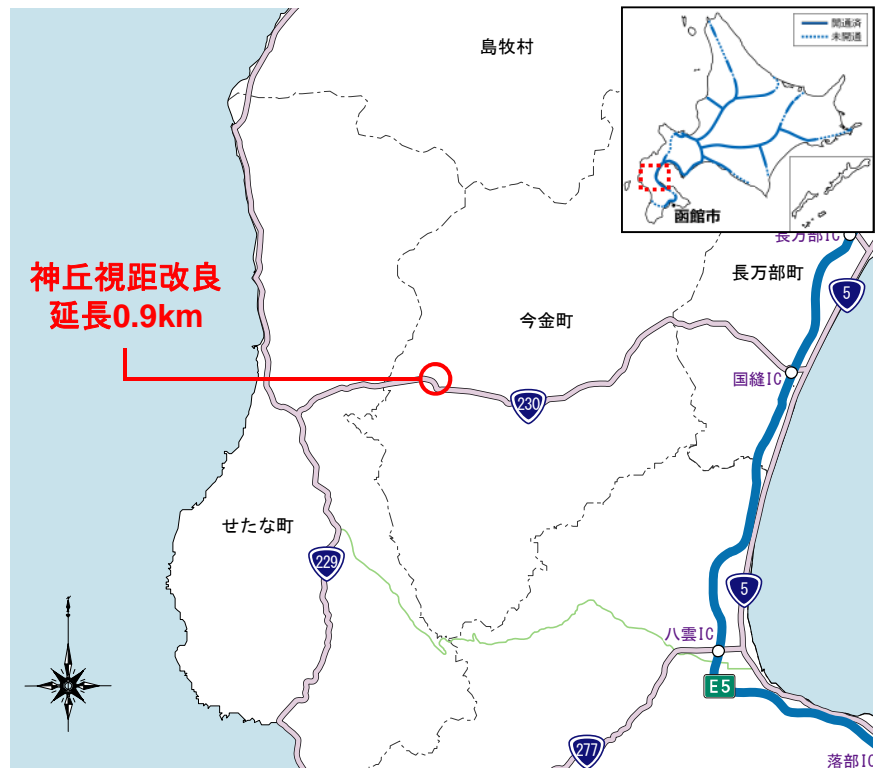 島牧村
開通済
未開通
函館市
長万部IC
長万部町
5
神丘視距改良
延長0.9km
今金町
国縫IC
230
せたな町
229
5
八雲IC
E5
277
落部IC